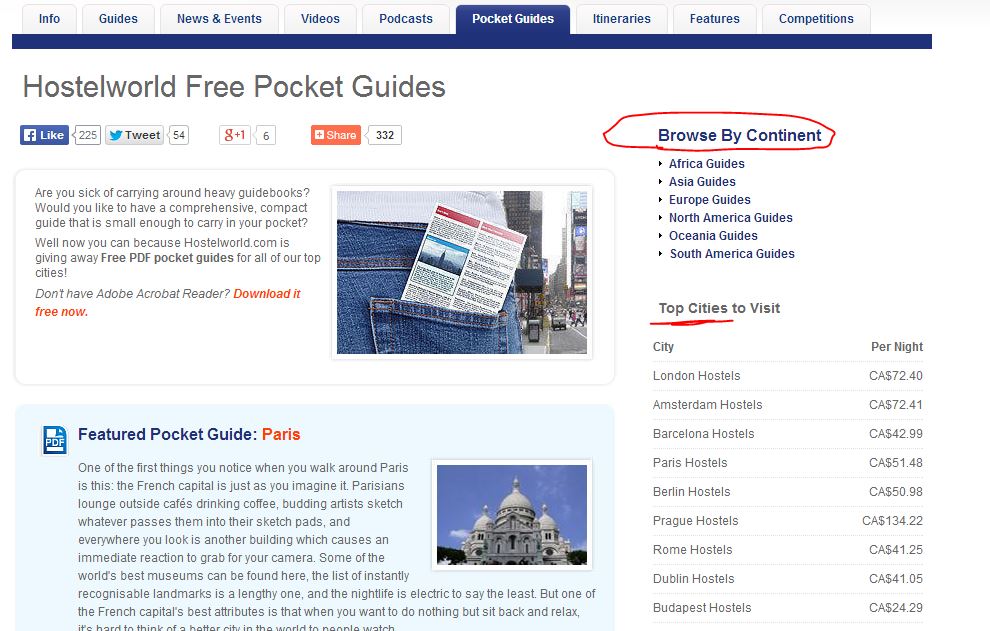 Info
Guides
News & Events
Videos
Podcasts
Pocket Guides
Itineraries
Features
Competitions
Hostelworld Free Pocket Guides
Like 225 Tweet 54 g+1 6 Share 332
Are you sick of carrying around heavy guidebooks?
Would you like to have a comprehensive, compact
guide that is small enough to carry in your pocket?
Well now you can because Hostelworld.com is
giving away Free PDF pocket guides for all of our top
cities!
Don't have Adobe Acrobat Reader? Download it
free now.
PDF
Featured Pocket Guide: Paris
One of the first things you notice when you walk around Paris
is this: the French capital is just as you imagine it. Parisians
lounge outside cafés drinking coffee, budding artists sketch
whatever passes them into their sketch pads, and
everywhere you look is another building which causes an
immediate reaction to grab for your camera. Some of the
world's best museums can be found here, the list of instantly
recognisable landmarks is a lengthy one, and the nightlife is electric to say the least. But one of
the French capital's best attributes is that when you want to do nothing but sit back and relax,
it's hard to think of a better city in the world to people watch
Browse By Continent
Africa Guides
Asia Guides
Europe Guides
North America Guides
Oceania Guides
South America Guides
Top Cities to Visit
City Per Night
London Hostels CA$72.40
Amsterdam Hostels CA$72.41
Barcelona Hostels CA$42.99
Paris Hostels CA$51.48
Berlin Hostels CA$50.98
Prague Hostels CA$134.22
Rome Hostels CA$41.25
Dublin Hostels CA$41.05
Budapest Hostels CA$24.29